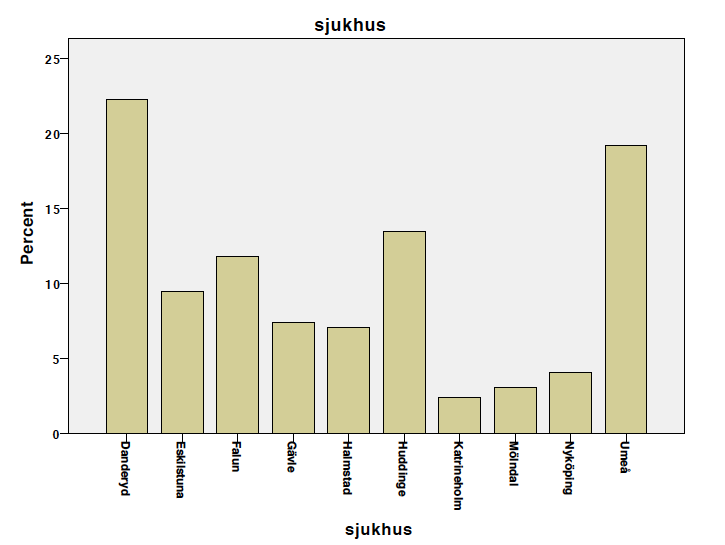 sjukhus
Percent
25
20
15
10
5
0
Danderyd
Eskilstuna
Falun
Gävle
Halmstad
Huddinge
Katrineholm
Mölndal
Nyköping
Umeå
sjukhus